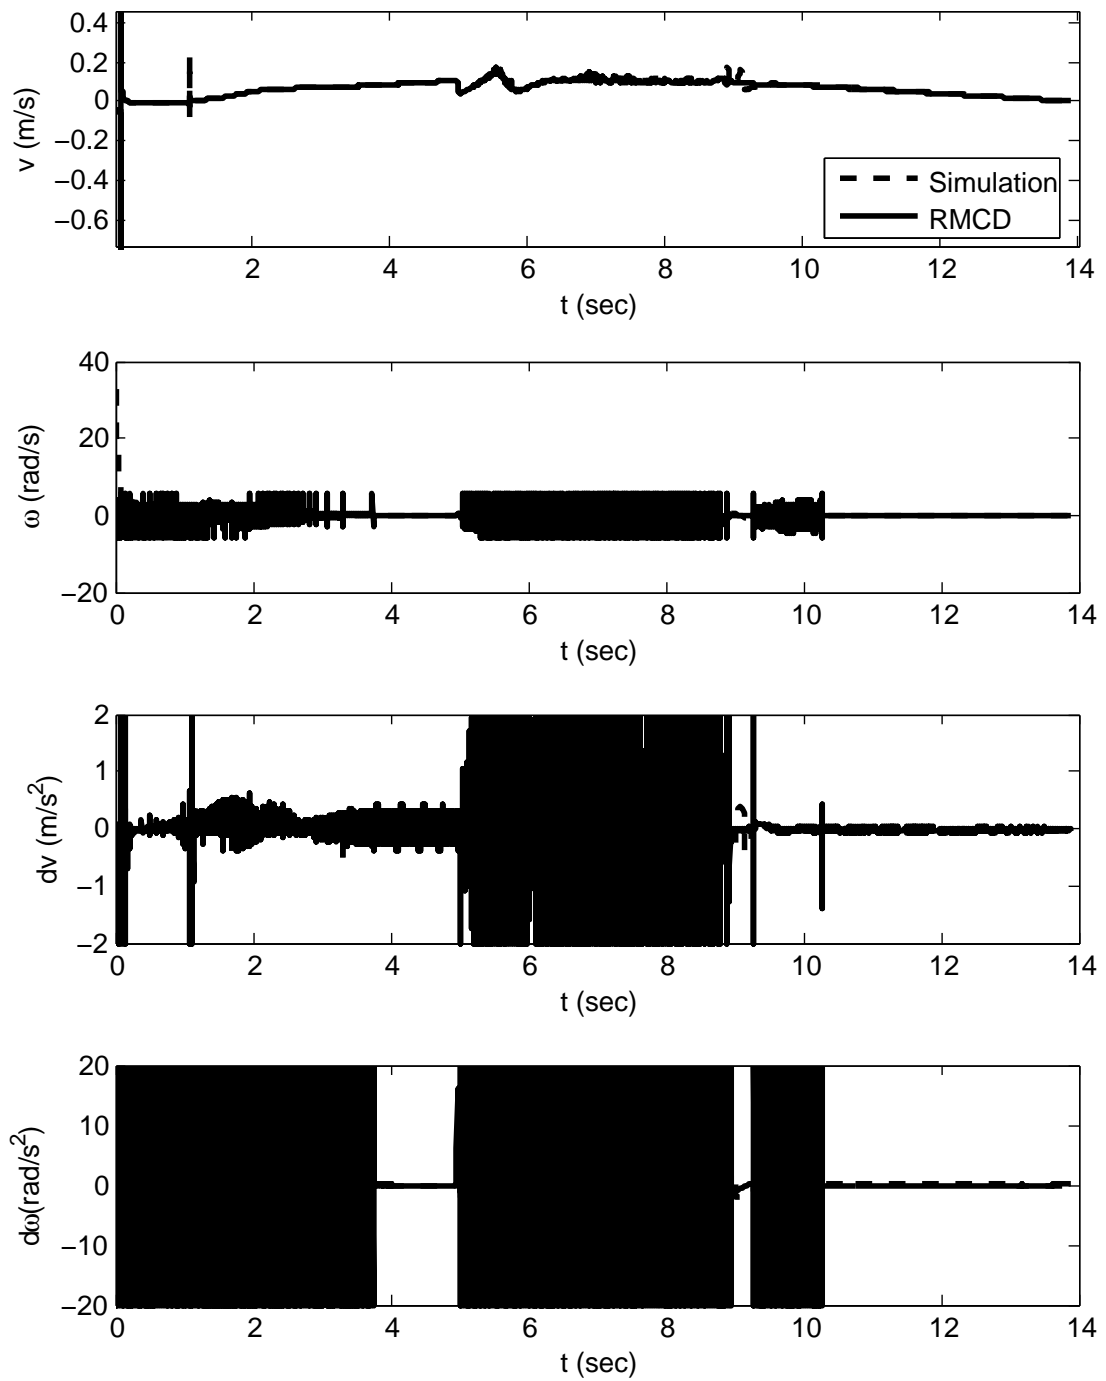 0.4
0.2
0
−0.2
−0.4
−0.6
v (m/s)
Simulation
RMCD
2 4 6 8 10 12 14
t (sec)
40
20
0
−20
ω (rad/s)
0 2 4 6 8 10 12 14
t (sec)
2
1
0
−1
−2
dv (m/s²)
0 2 4 6 8 10 12 14
t (sec)
20
10
0
−10
−20
dω(rad/s²)
0 2 4 6 8 10 12 14
t (sec)